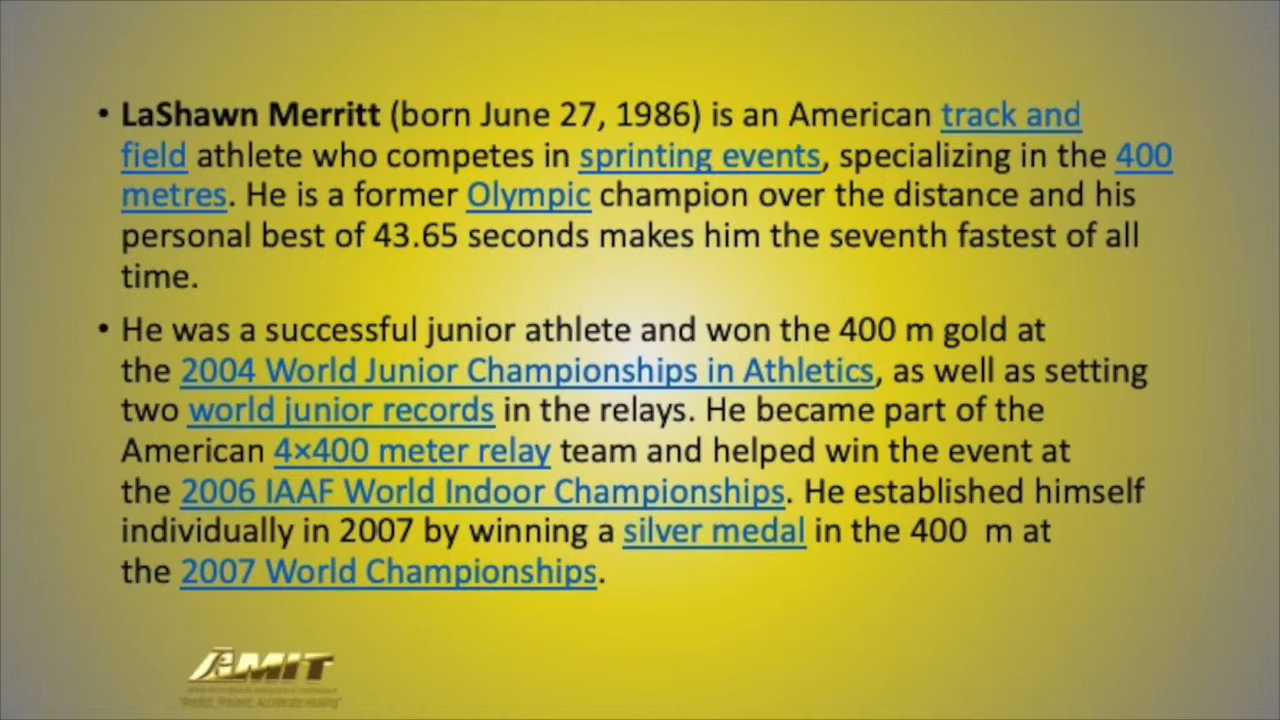 • LaShawn Merritt (born June 27, 1986) is an American track and
field athlete who competes in sprinting events, specializing in the 400
metres. He is a former Olympic champion over the distance and his
personal best of 43.65 seconds makes him the seventh fastest of all
time.
• He was a successful junior athlete and won the 400 m gold at
the 2004 World Junior Championships in Athletics, as well as setting
two world junior records in the relays. He became part of the
American 4×400 meter relay team and helped win the event at
the 2006 IAAF World Indoor Championships. He established himself
individually in 2007 by winning a silver medal in the 400 m at
the 2007 World Championships.
AMIT
"Predict, Prevent, Accelerate Healing"